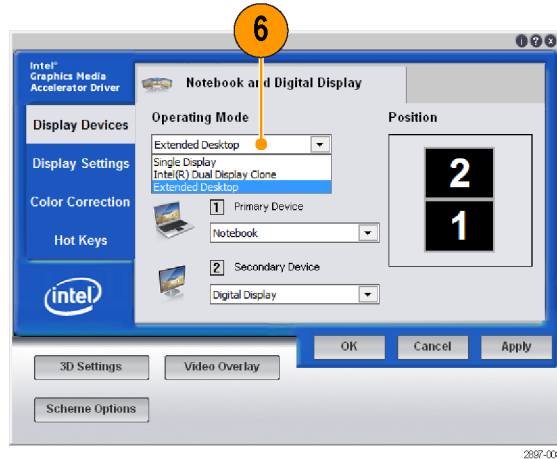 6
Intel®
Graphics Media
Accelerator Driver
Notebook and Digital Display
Display Devices
Display Settings
Color Correction
Hot Keys
intel
Operating Mode
Extended Desktop
Single Display
Intel(R) Dual Display Clone
Extended Desktop
1 Primary Device
Notebook
2 Secondary Device
Digital Display
Position
2
1
OK Cancel Apply
3D Settings Video Overlay
Scheme Options